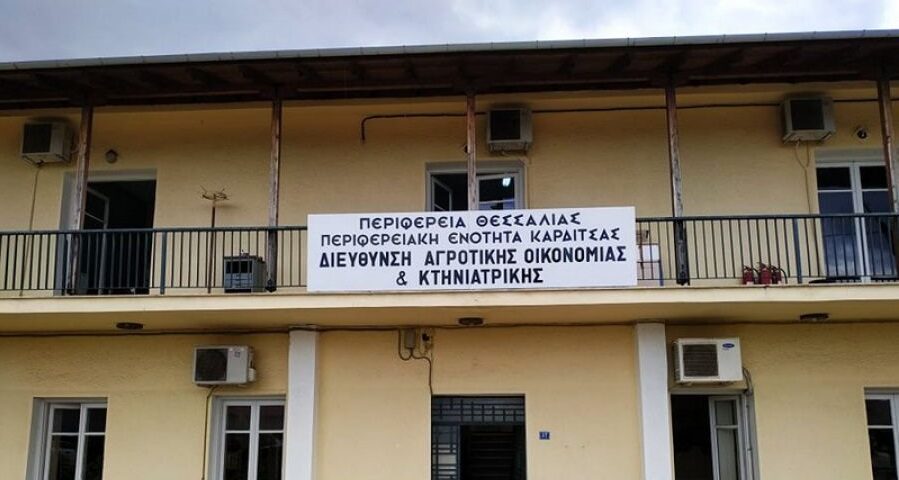 ΠΕΡΙΦΕΡΕΙΑ ΘΕΣΣΑΛΙΑΣ
ΠΕΡΙΦΕΡΕΙΑΚΗ ΕΝΟΤΗΤΑ ΚΑΡΔΙΤΣΑΣ
ΔΙΕΥΘΥΝΣΗ ΑΓΡΟΤΙΚΗΣ ΟΙΚΟΝΟΜΙΑΣ
& ΚΤΗΝΙΑΤΡΙΚΗΣ